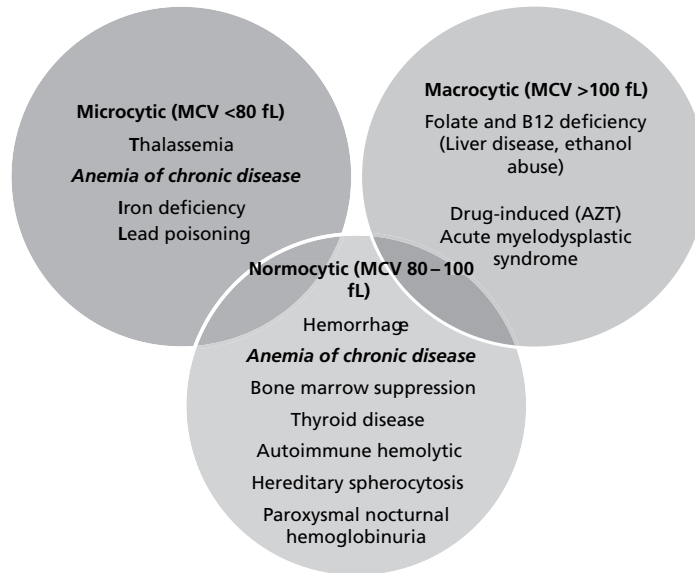 Microcytic (MCV <80 fL)
Thalassemia
Anemia of chronic disease
Iron deficiency
Lead poisoning
Macrocytic (MCV >100 fL)
Folate and B12 deficiency
(Liver disease, ethanol
abuse)
Drug-induced (AZT)
Acute myelodysplastic
syndrome
Normocytic (MCV 80–100
fL)
Hemorrhage
Anemia of chronic disease
Bone marrow suppression
Thyroid disease
Autoimmune hemolytic
Hereditary spherocytosis
Paroxysmal nocturnal
hemoglobinuria